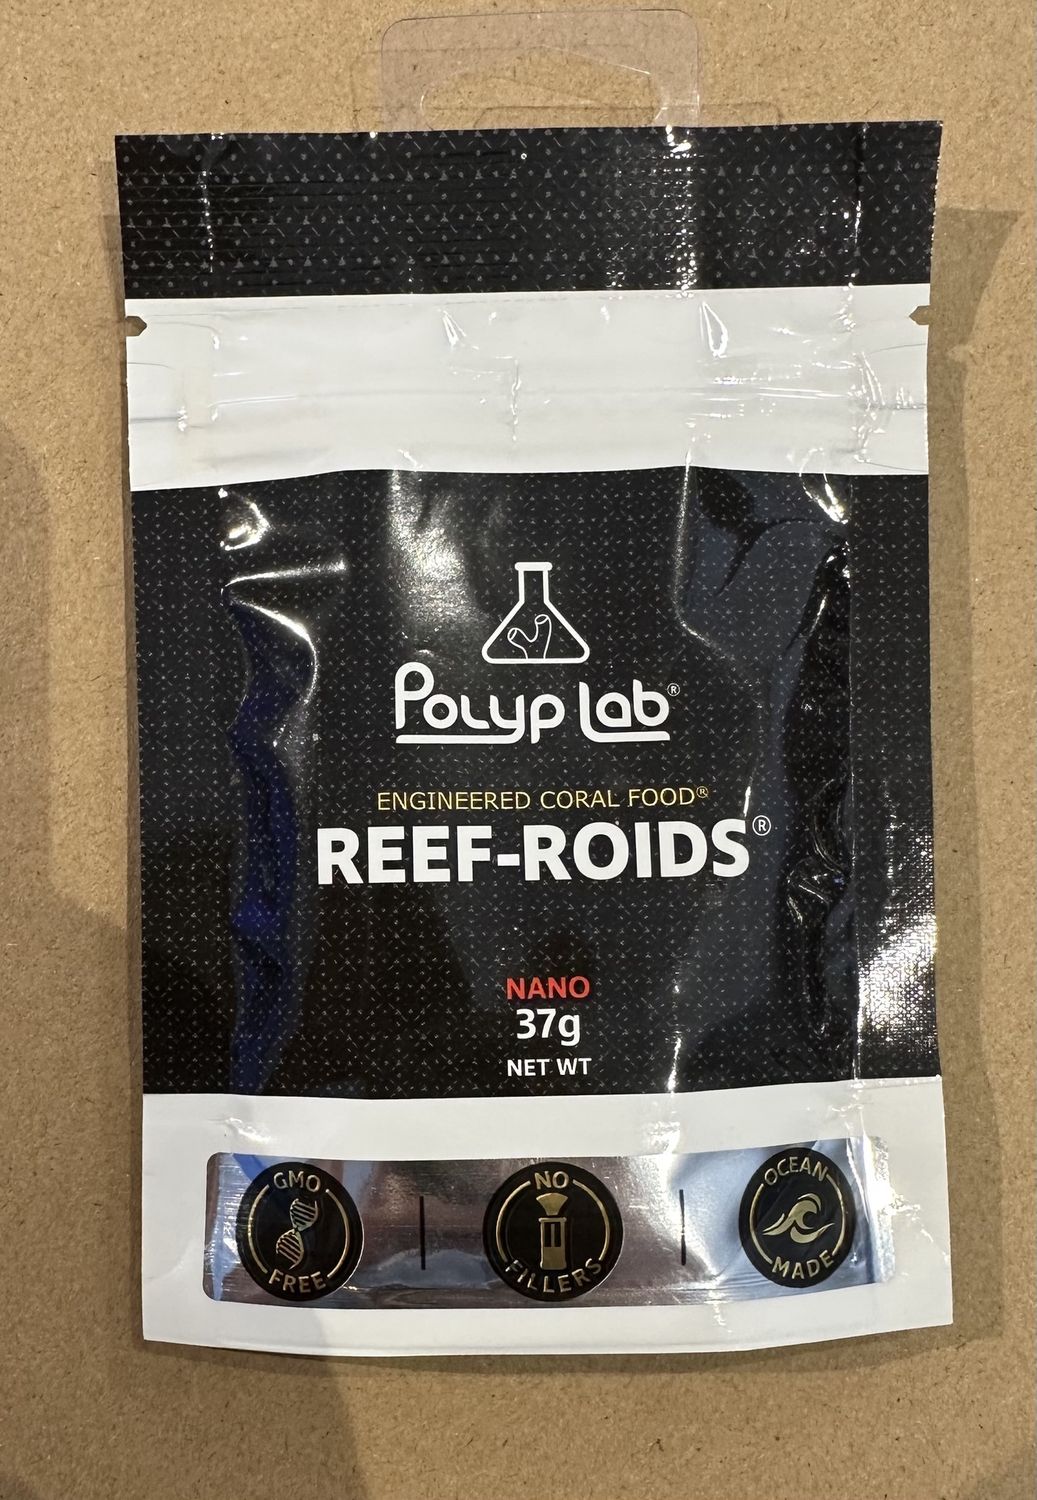 Polyp Lab®
ENGINEERED CORAL FOOD®
REEF-ROIDS®
NANO
37g
NET WT
GMO
FREE
NO
FILLERS
OCEAN
MADE